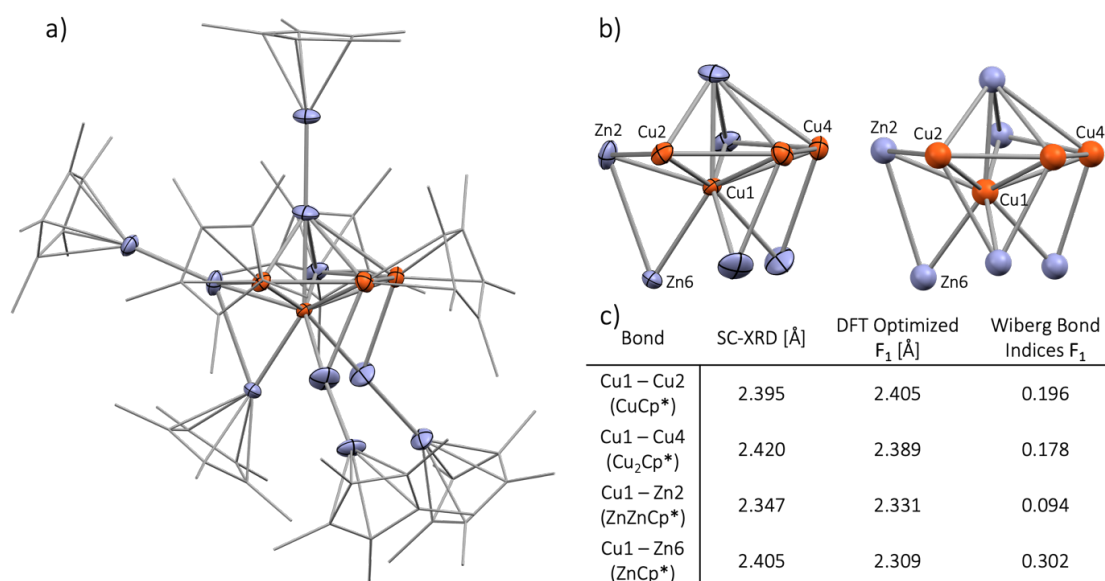 a)
b)
Zn2
Cu2
Cu4
Cu1
Zn6
Zn2
Cu2
Cu4
Cu1
Zn6
c)
Bond
SC-XRD [Å]
DFT Optimized
F₁ [Å]
Wiberg Bond
Indices F₁
Cu1 – Cu2
(CuCp*)
2.395
2.405
0.196
Cu1 – Cu4
(Cu₂Cp*)
2.420
2.389
0.178
Cu1 – Zn2
(ZnZnCp*)
2.347
2.331
0.094
Cu1 – Zn6
(ZnCp*)
2.405
2.309
0.302